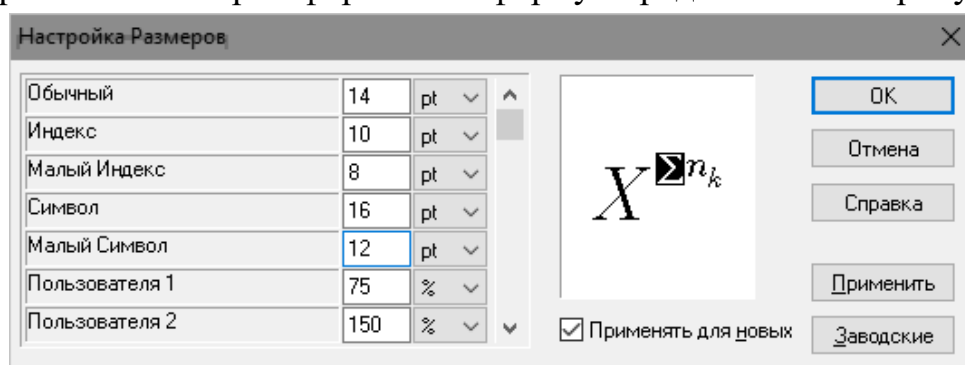 Настройка Размеров
Обычный 14 pt
Индекс 10 pt
Малый Индекс 8 pt
Символ 16 pt
Малый Символ 12 pt
Пользователя 1 75 %
Пользователя 2 150 %
X Σ n k
Применять для новых
OK
Отмена
Справка
Применить
Заводские